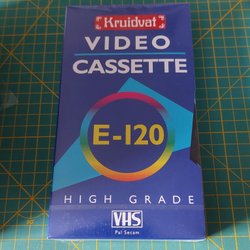 Kruidvat
VIDEO
CASSETTE
E-120
HIGH GRADE
VHS
Pal Secam